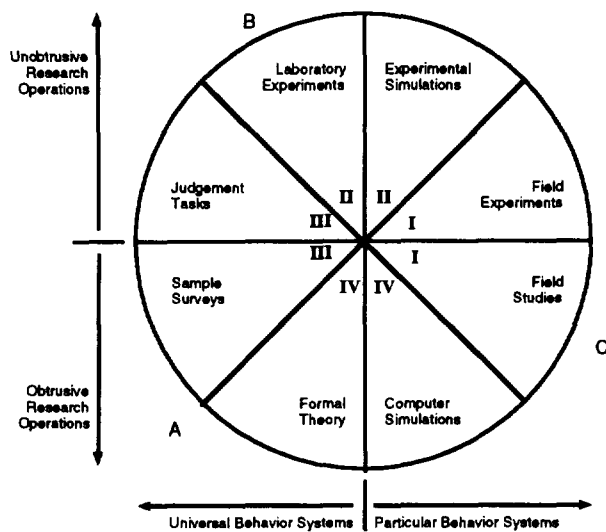 B
Unobtrusive
Research
Operations
Laboratory
Experiments
Experimental
Simulations
Judgement
Tasks
II
II
Field
Experiments
III
I
III
I
Sample
Surveys
IV
IV
Field
Studies
C
Obtrusive
Research
Operations
A
Formal
Theory
Computer
Simulations
Universal Behavior Systems
Particular Behavior Systems